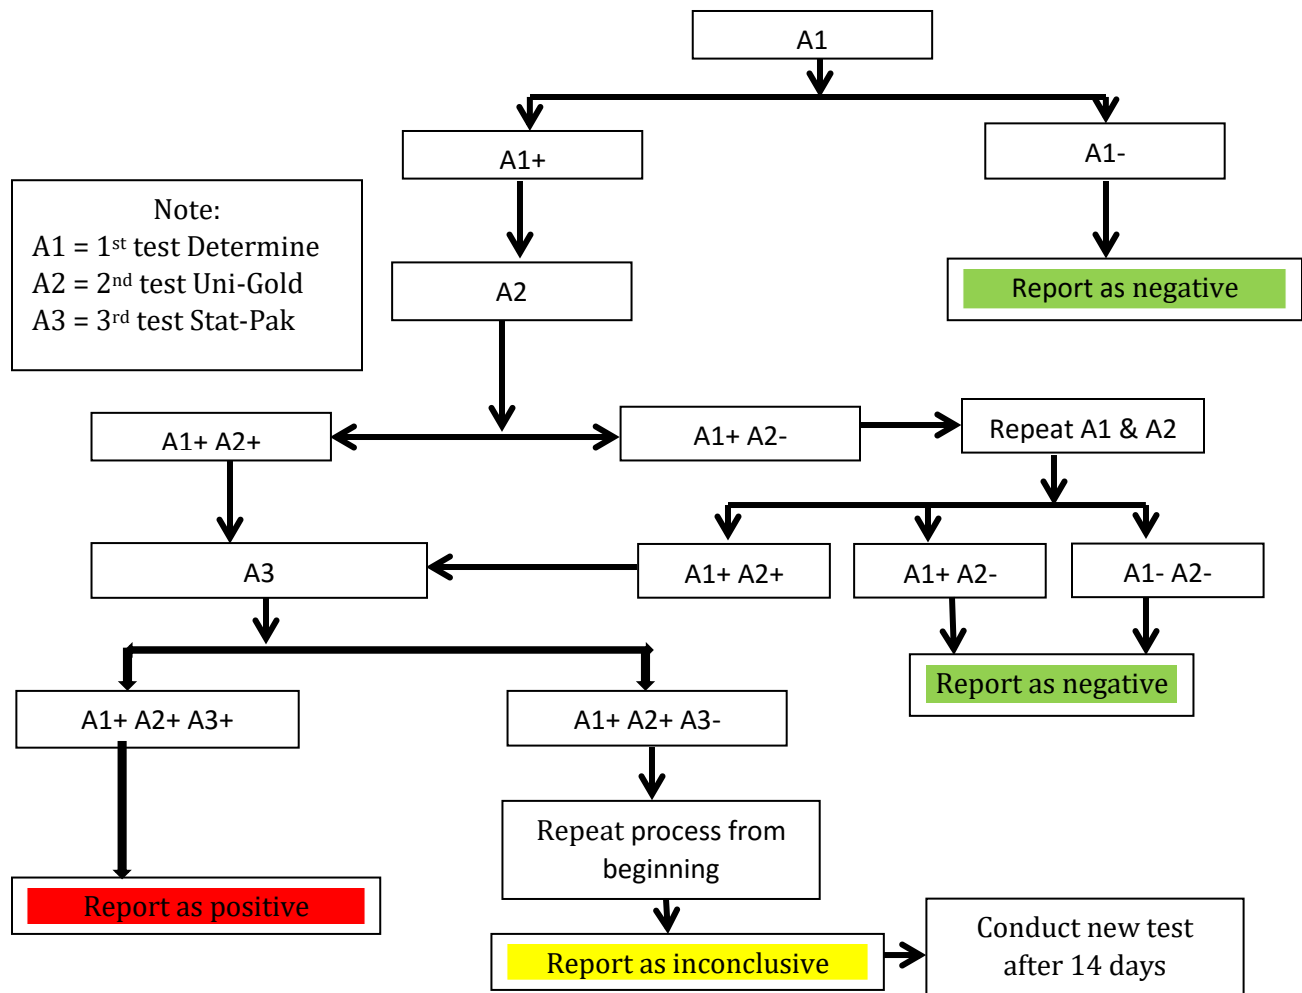 A1
A1+
A1-
Note:
A1 = 1st test Determine
A2 = 2nd test Uni-Gold
A3 = 3rd test Stat-Pak
A2
Report as negative
A1+ A2+
A1+ A2-
Repeat A1 & A2
A3
A1+ A2+
A1+ A2-
A1- A2-
Report as negative
A1+ A2+ A3+
A1+ A2+ A3-
Repeat process from
beginning
Report as positive
Report as inconclusive
Conduct new test
after 14 days